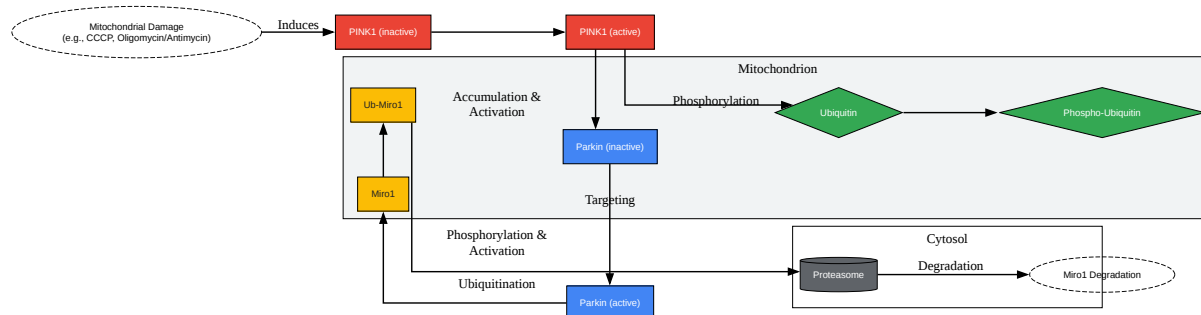 Mitochondrial Damage
(e.g., CCCP, Oligomycin/Antimycin)
Induces
PINK1 (inactive)
PINK1 (active)
Mitochondrion
Ub-Miro1
Accumulation &
Activation
Phosphorylation
Ubiquitin
Phospho-Ubiquitin
Parkin (inactive)
Miro1
Targeting
Phosphorylation &
Activation
Cytosol
Proteasome
Degradation
Miro1 Degradation
Ubiquitination
Parkin (active)